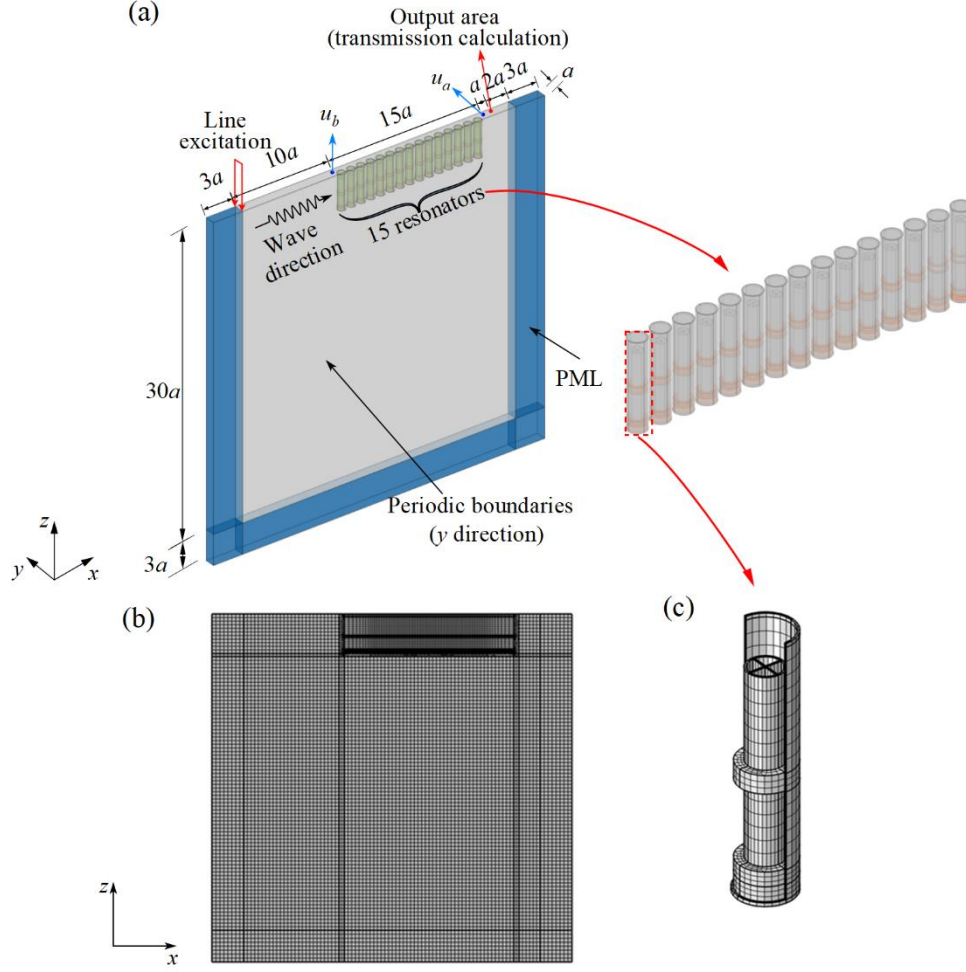 (a)
Output area
(transmission calculation)
a 2a 3a a
u_a
15a
u_b
Line
excitation
10a
3a
Wave
direction
15 resonators
30a
PML
Periodic boundaries
(y direction)
z
y
x
3a
(b)
(c)
z
x